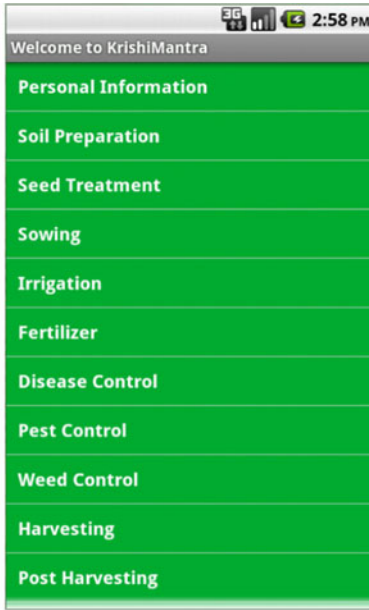 3G 2:58 PM
Welcome to KrishiMantra
Personal Information
Soil Preparation
Seed Treatment
Sowing
Irrigation
Fertilizer
Disease Control
Pest Control
Weed Control
Harvesting
Post Harvesting